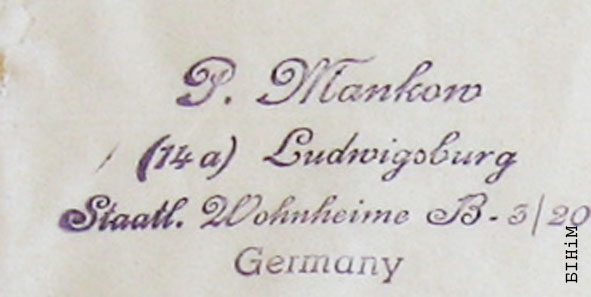 P. Mankow
(14a) Ludwigsburg
Staatl. Wohnheime B - 3/20
Germany
BIHiM